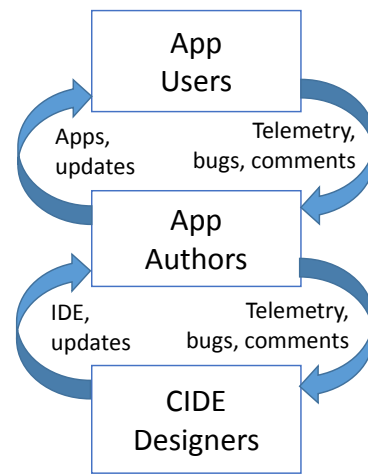 App
Users
Apps,
updates
Telemetry,
bugs, comments
App
Authors
IDE,
updates
Telemetry,
bugs, comments
CIDE
Designers